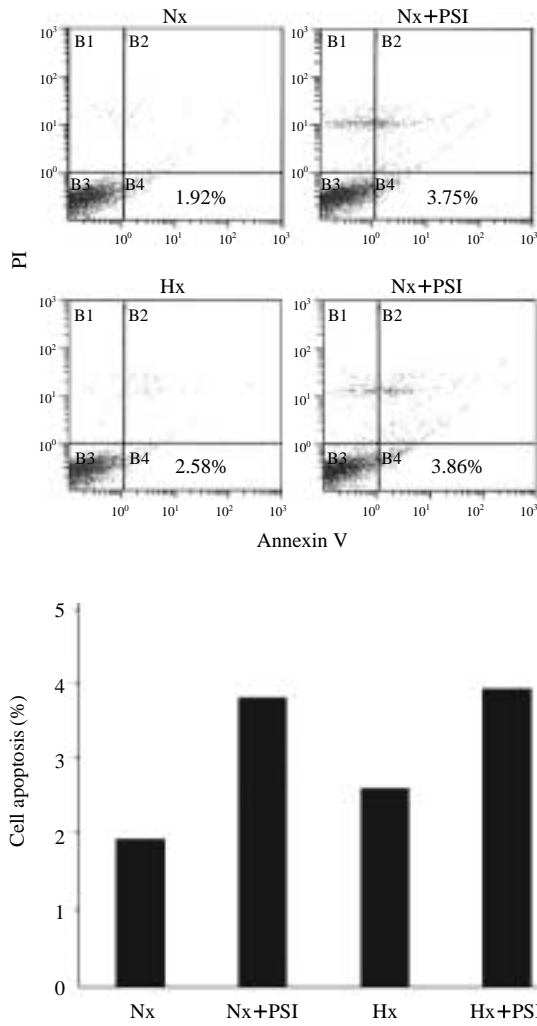 Nx Nx+PSI
10³ B1 B2 10³ B1 B2
10² 10²
10¹ 10¹
10⁰ 10⁰
B3 B4 1.92% B3 B4 3.75%
10⁰ 10¹ 10² 10³ 10⁰ 10¹ 10² 10³
PI
Hx Nx+PSI
10³ B1 B2 10³ B1 B2
10² 10²
10¹ 10¹
10⁰ 10⁰
B3 B4 2.58% B3 B4 3.86%
10⁰ 10¹ 10² 10³ 10⁰ 10¹ 10² 10³
Annexin V
Cell apoptosis (%)
5
4
3
2
1
0
Nx Nx+PSI Hx Hx+PSI